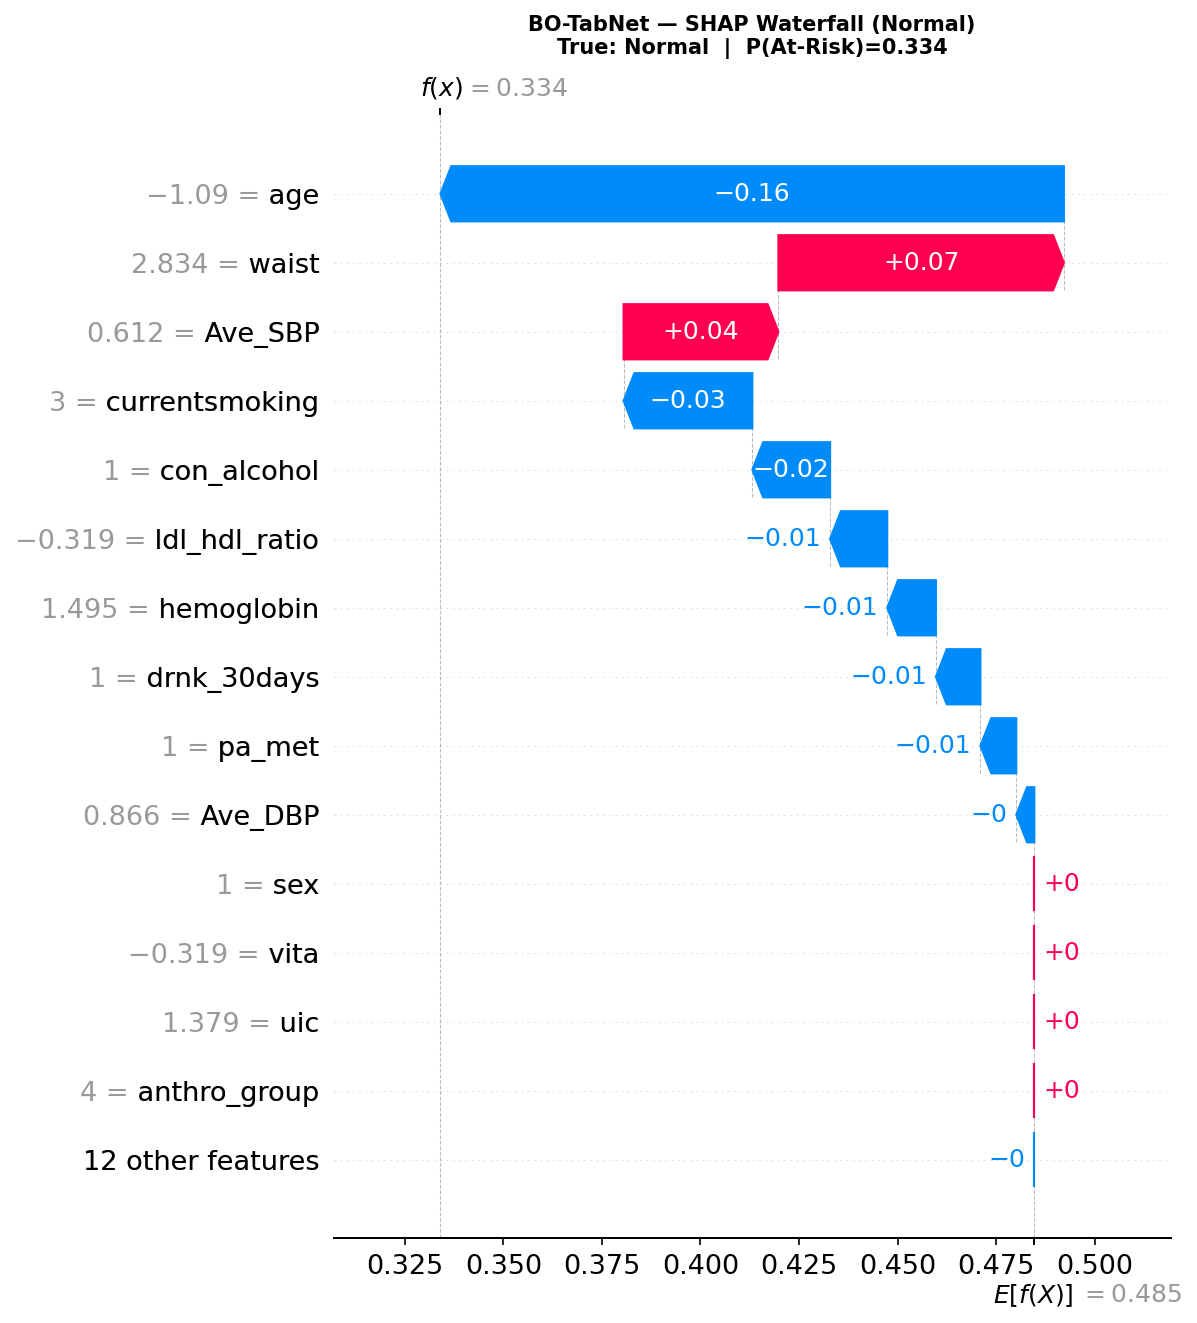 BO-TabNet — SHAP Waterfall (Normal)
True: Normal | P(At-Risk)=0.334
f(x) = 0.334
−1.09 = age
−0.16
2.834 = waist
+0.07
0.612 = Ave_SBP
+0.04
3 = currentsmoking
−0.03
1 = con_alcohol
−0.02
−0.319 = ldl_hdl_ratio
−0.01
1.495 = hemoglobin
−0.01
1 = drnk_30days
−0.01
1 = pa_met
−0.01
0.866 = Ave_DBP
−0
1 = sex
+0
−0.319 = vita
+0
1.379 = uic
+0
4 = anthro_group
+0
12 other features
−0
0.325 0.350 0.375 0.400 0.425 0.450 0.475 0.500
E[f(X)] = 0.485